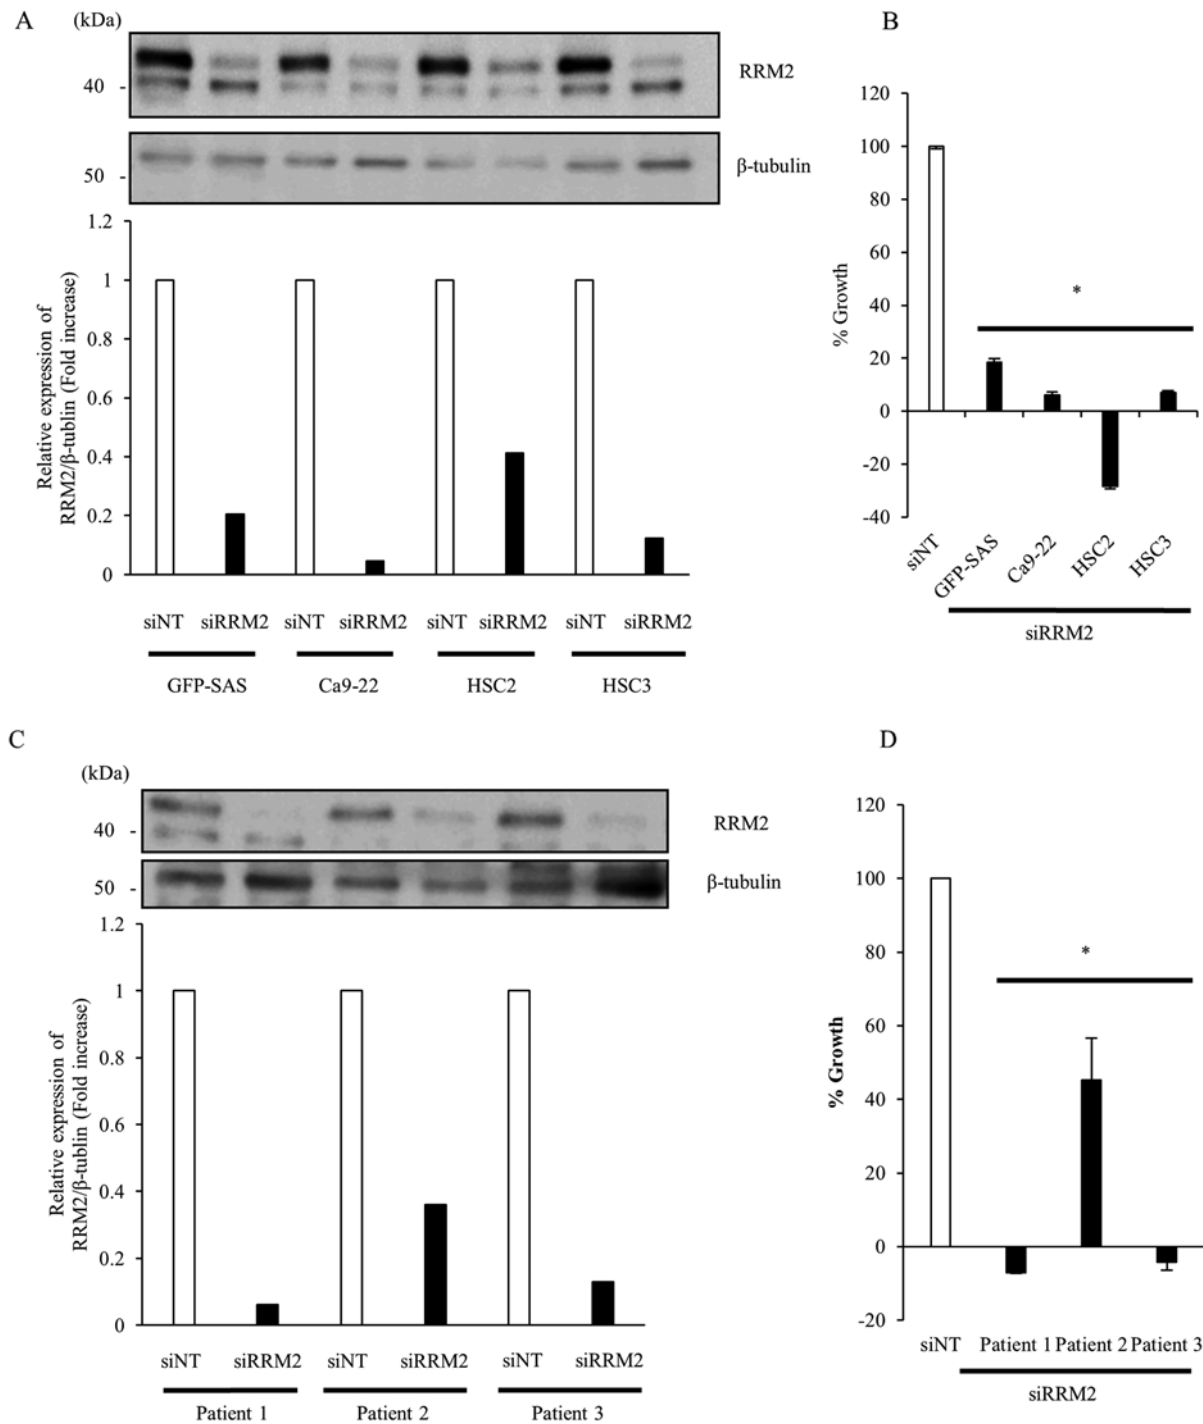 A
(kDa)
RRM2
40 -
β-tubulin
50 -
1.2
1
0.8
0.6
0.4
0.2
0
Relative expression of
RRM2/β-tublin (Fold increase)
siNT siRRM2 siNT siRRM2 siNT siRRM2 siNT siRRM2
GFP-SAS Ca9-22 HSC2 HSC3
B
120
100
80
60
40
20
0
-20
-40
% Growth
*
siNT GFP-SAS Ca9-22 HSC2 HSC3
siRRM2
C
(kDa)
RRM2
40 -
β-tubulin
50 -
1.2
1
0.8
0.6
0.4
0.2
0
Relative expression of
RRM2/β-tublin (Fold increase)
siNT siRRM2 siNT siRRM2 siNT siRRM2
Patient 1 Patient 2 Patient 3
D
120
100
80
60
40
20
0
-20
% Growth
*
siNT Patient 1 Patient 2 Patient 3
siRRM2